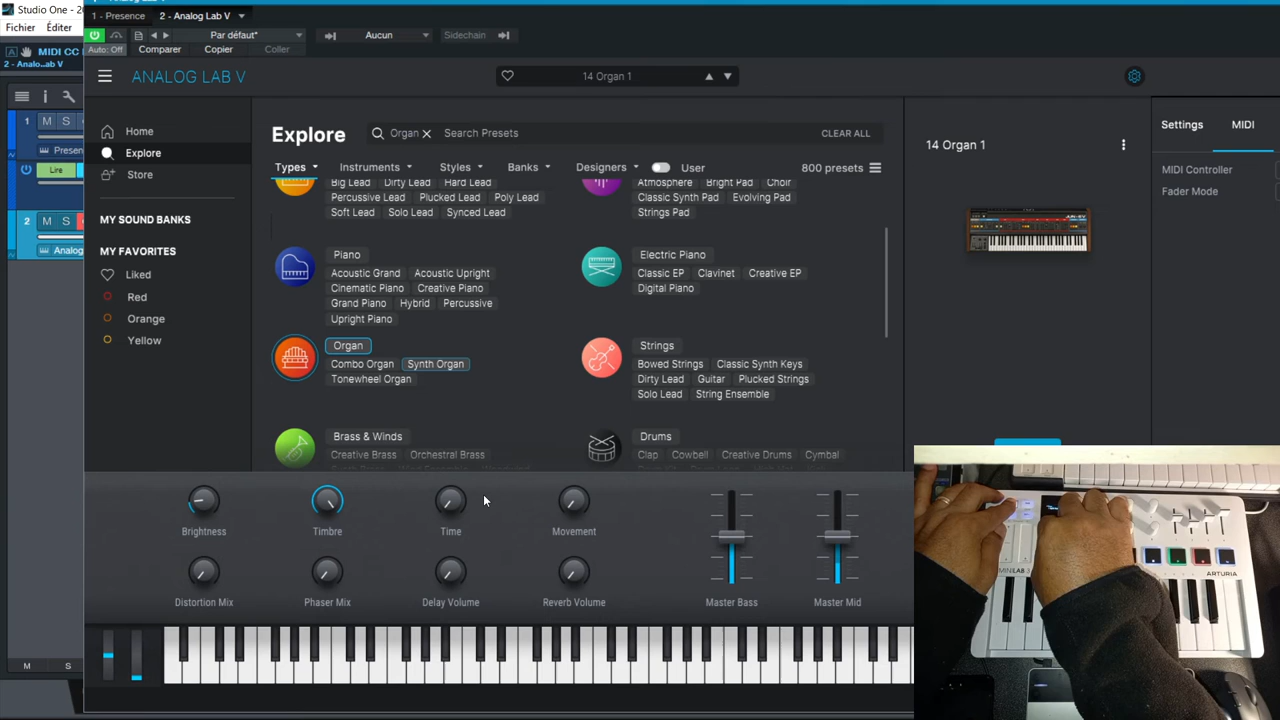 Studio One - 2
1 - Presence 2 - Analog Lab V
Fichier Éditer
Par défaut* Aucun Sidechain
Auto: Off Comparer Copier Coller
MIDI CC
2 - Analo...ab V
ANALOG LAB V 14 Organ 1
Home
Explore
Store
MY SOUND BANKS
MY FAVORITES
Liked
Red
Orange
Yellow
Explore Organ Search Presets CLEAR ALL
Types Instruments Styles Banks Designers User 800 presets
Big Lead Dirty Lead Hard Lead
Percussive Lead Plucked Lead Poly Lead
Soft Lead Solo Lead Synced Lead
Atmosphere Bright Pad Choir
Classic Synth Pad Evolving Pad
Strings Pad
Piano
Acoustic Grand Acoustic Upright
Cinematic Piano Creative Piano
Grand Piano Hybrid Percussive
Upright Piano
Electric Piano
Classic EP Clavinet Creative EP
Digital Piano
Organ
Combo Organ Synth Organ
Tonewheel Organ
Strings
Bowed Strings Classic Synth Keys
Dirty Lead Guitar Plucked Strings
Solo Lead String Ensemble
Brass & Winds
Creative Brass Orchestral Brass
Drums
Clap Cowbell Creative Drums Cymbal
14 Organ 1
Settings MIDI
MIDI Controller
Fader Mode
1 M S
Presen
Lire
2 M S
Analog
Brightness Timbre Time Movement
Distortion Mix Phaser Mix Delay Volume Reverb Volume Master Bass Master Mid
M S
MINILAB 3
ARTURIA